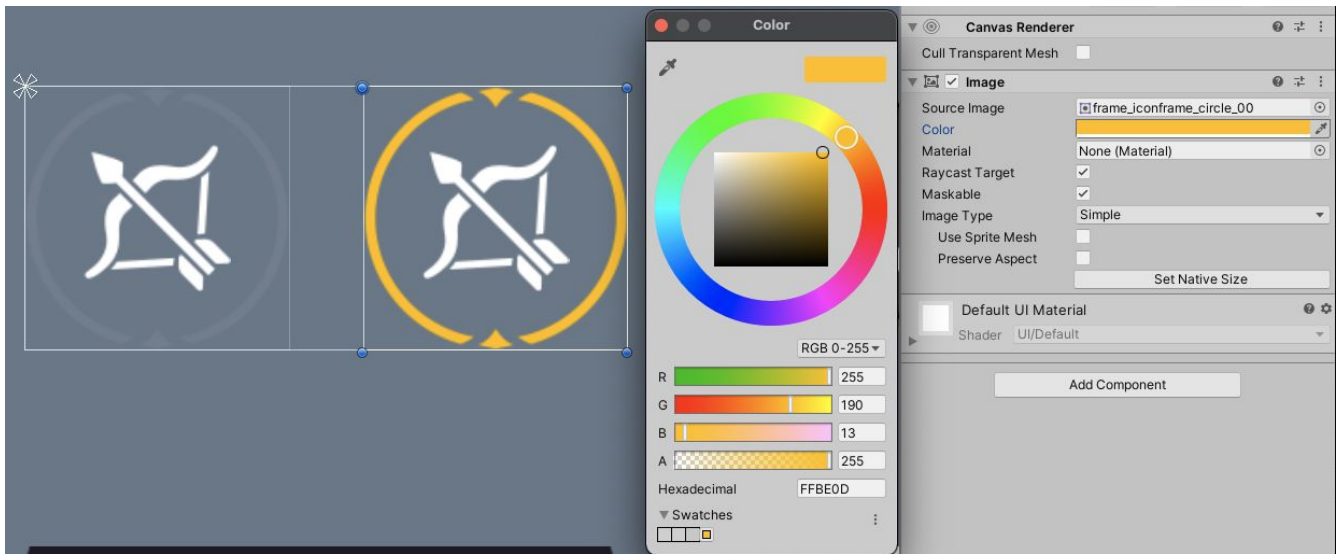 Color
RGB 0-255
R 255
G 190
B 13
A 255
Hexadecimal FFBE0D
Swatches
Canvas Renderer
Cull Transparent Mesh
Image
Source Image frame_iconframe_circle_00
Color
Material None (Material)
Raycast Target
Maskable
Image Type Simple
Use Sprite Mesh
Preserve Aspect
Set Native Size
Default UI Material
Shader UI/Default
Add Component